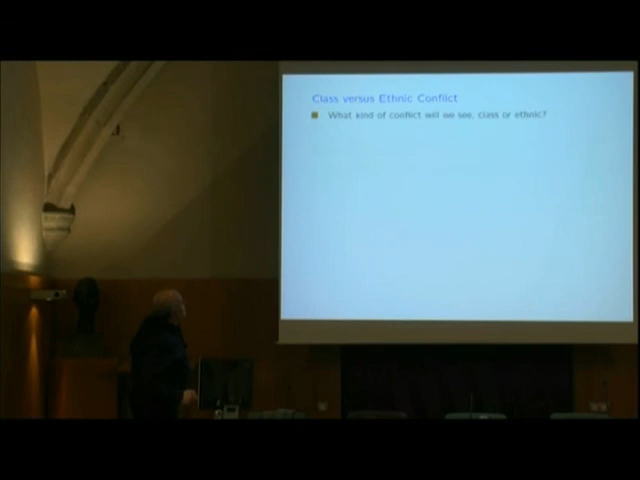 Class versus Ethnic Conflict
What kind of conflict will we see, class or ethnic?